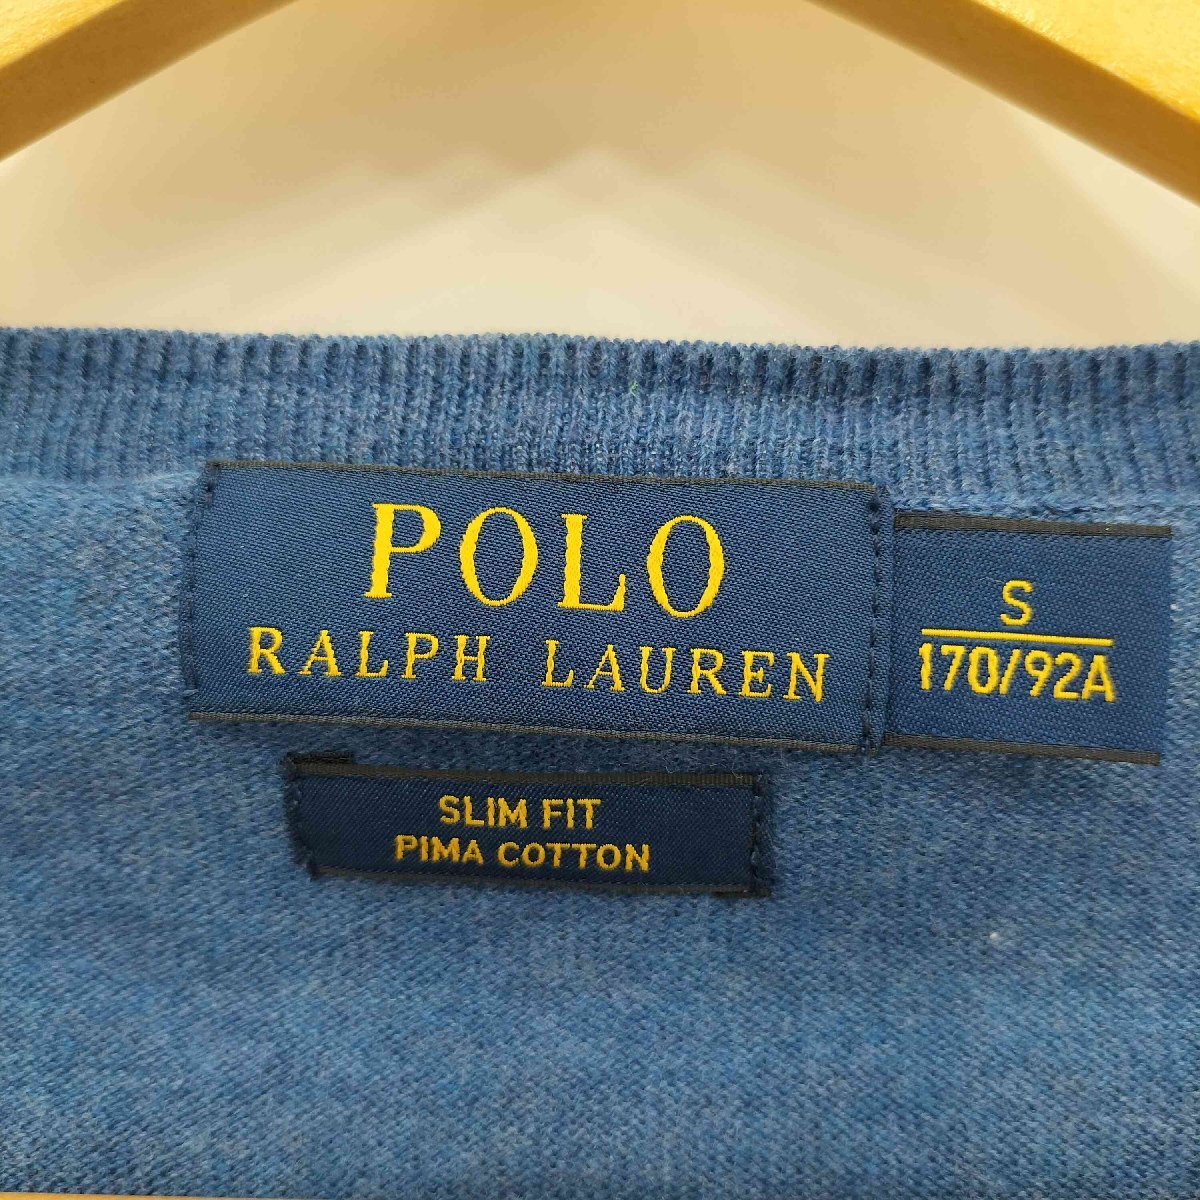 POLO
RALPH LAUREN
S
170/92A
SLIM FIT
PIMA COTTON